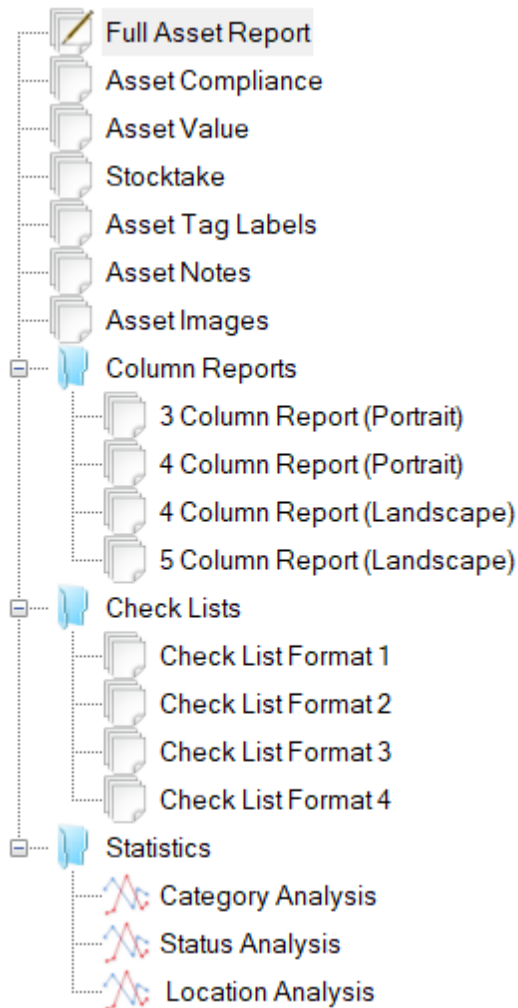 Full Asset Report
Asset Compliance
Asset Value
Stocktake
Asset Tag Labels
Asset Notes
Asset Images
Column Reports
3 Column Report (Portrait)
4 Column Report (Portrait)
4 Column Report (Landscape)
5 Column Report (Landscape)
Check Lists
Check List Format 1
Check List Format 2
Check List Format 3
Check List Format 4
Statistics
Category Analysis
Status Analysis
Location Analysis